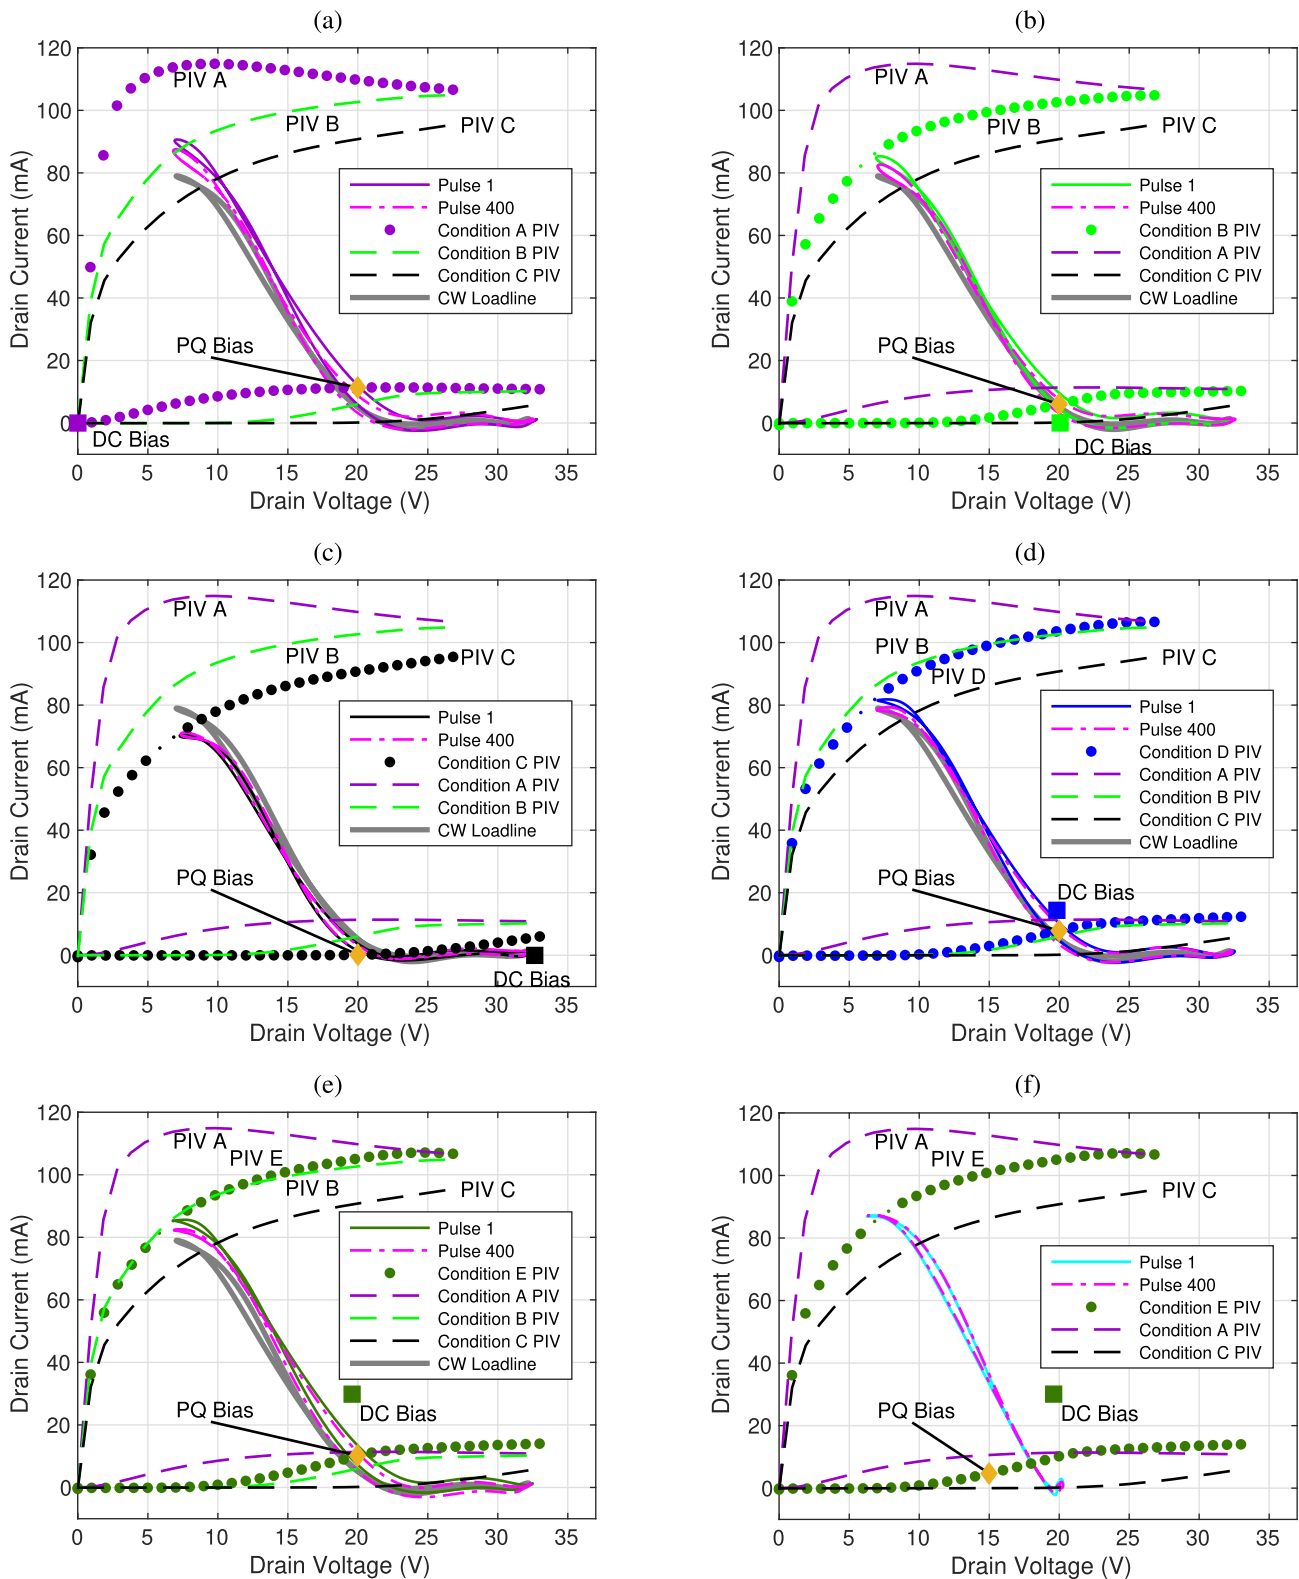 (a)
120
100
80
60
40
20
0
Drain Current (mA)
PIV A
PIV B
PIV C
Pulse 1
Pulse 400
Condition A PIV
Condition B PIV
Condition C PIV
CW Loadline
PQ Bias
DC Bias
0 5 10 15 20 25 30 35
Drain Voltage (V)
(b)
120
100
80
60
40
20
0
Drain Current (mA)
PIV A
PIV B
PIV C
Pulse 1
Pulse 400
Condition B PIV
Condition A PIV
Condition C PIV
CW Loadline
PQ Bias
DC Bias
0 5 10 15 20 25 30 35
Drain Voltage (V)
(c)
120
100
80
60
40
20
0
Drain Current (mA)
PIV A
PIV B
PIV C
Pulse 1
Pulse 400
Condition C PIV
Condition A PIV
Condition B PIV
CW Loadline
PQ Bias
DC Bias
0 5 10 15 20 25 30 35
Drain Voltage (V)
(d)
120
100
80
60
40
20
0
Drain Current (mA)
PIV A
PIV B
PIV C
PIV D
Pulse 1
Pulse 400
Condition D PIV
Condition A PIV
Condition B PIV
Condition C PIV
CW Loadline
PQ Bias
DC Bias
0 5 10 15 20 25 30 35
Drain Voltage (V)
(e)
120
100
80
60
40
20
0
Drain Current (mA)
PIV A
PIV E
PIV B
PIV C
Pulse 1
Pulse 400
Condition E PIV
Condition A PIV
Condition B PIV
Condition C PIV
CW Loadline
PQ Bias
DC Bias
0 5 10 15 20 25 30 35
Drain Voltage (V)
(f)
120
100
80
60
40
20
0
Drain Current (mA)
PIV A
PIV E
PIV C
Pulse 1
Pulse 400
Condition E PIV
Condition A PIV
Condition C PIV
PQ Bias
DC Bias
0 5 10 15 20 25 30 35
Drain Voltage (V)